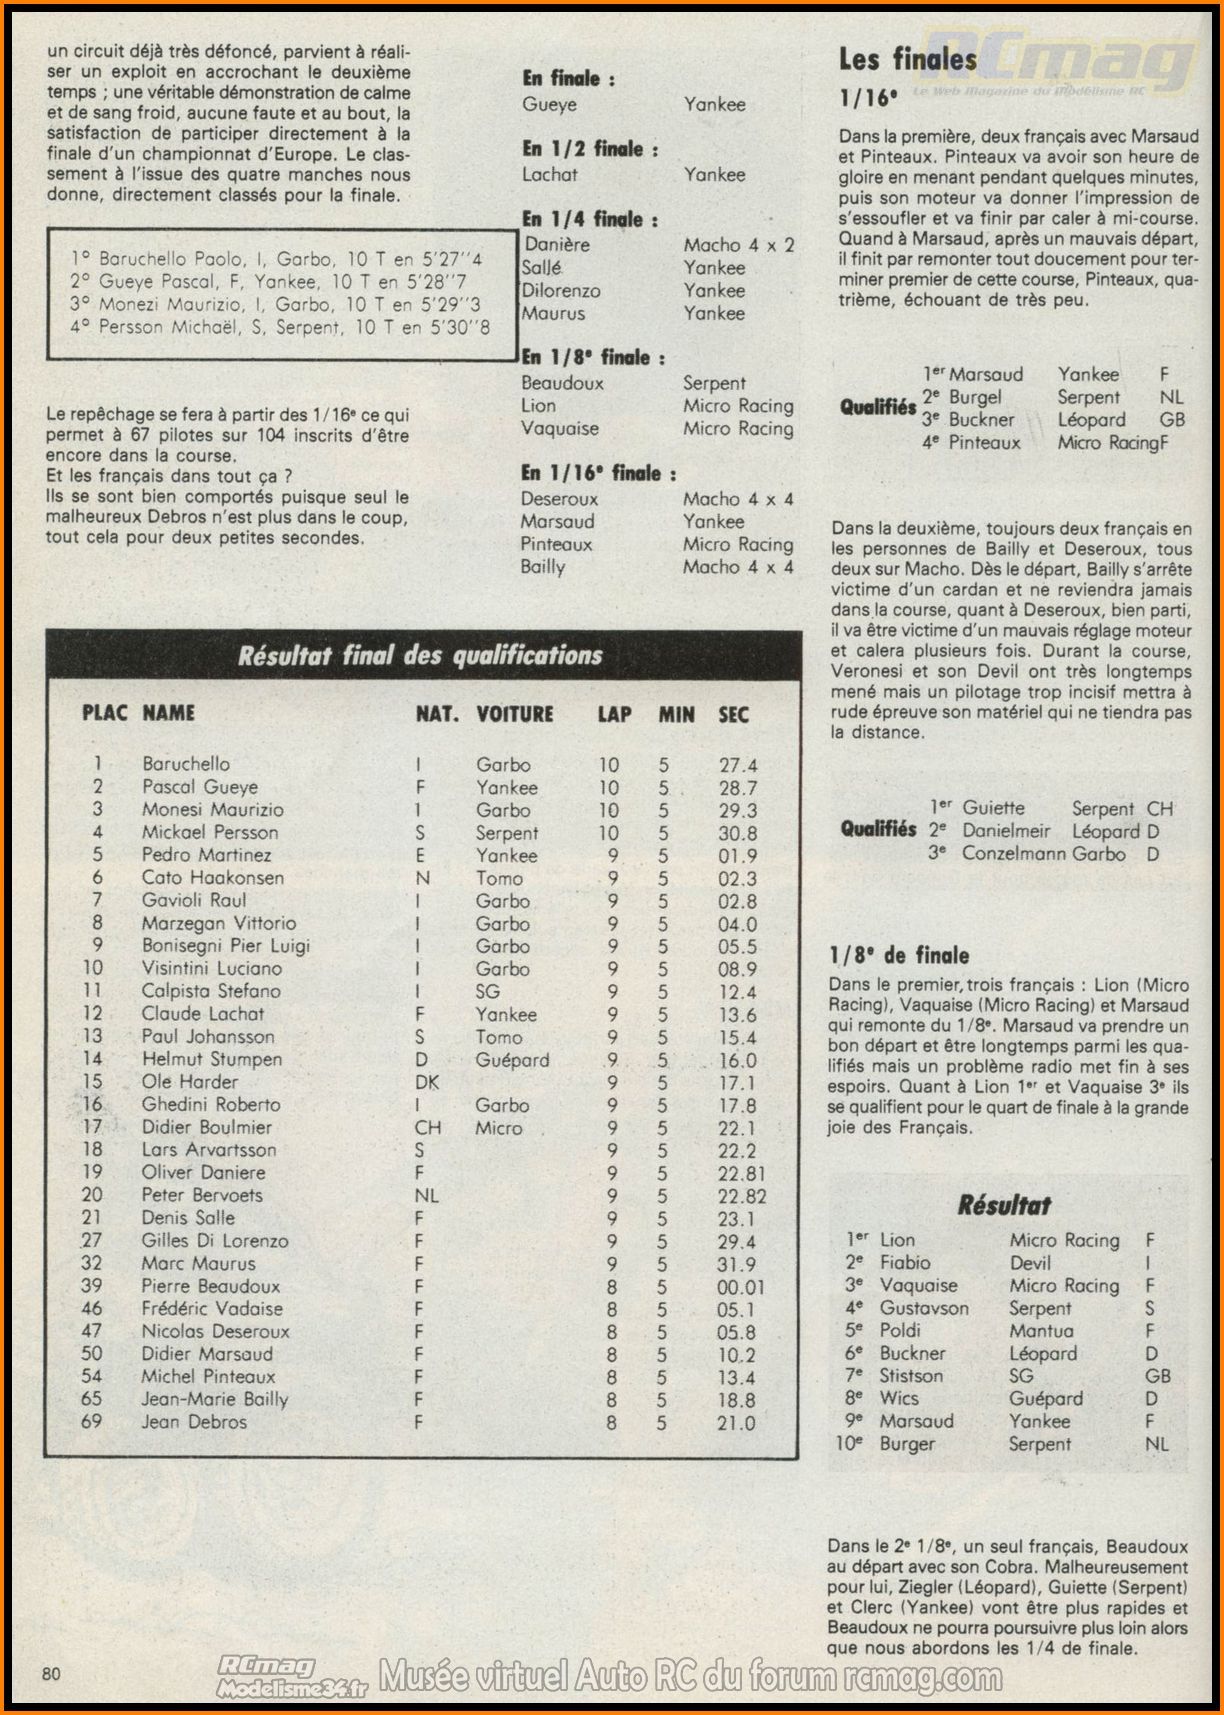 un circuit déjà très défoncé, parvient à réali-
ser un exploit en accrochant le deuxième
temps ; une véritable démonstration de calme
et de sang froid, aucune faute et au bout, la
satisfaction de participer directement à la
finale d'un championnat d'Europe. Le clas-
sement à l'issue des quatre manches nous
donne, directement classés pour la finale.
1° Baruchello Paolo, I, Garbo, 10 T en 5'27''4
2° Gueye Pascal, F, Yankee, 10 T en 5'28''7
3° Monezi Maurizio, I, Garbo, 10 T en 5'29''3
4° Persson Michaël, S, Serpent, 10 T en 5'30''8
Le repêchage se fera à partir des 1/16e ce qui
permet à 67 pilotes sur 104 inscrits d'être
encore dans la course.
Et les français dans tout ça ?
Ils se sont bien comportés puisque seul le
malheureux Debros n'est plus dans le coup,
tout cela pour deux petites secondes.
En finale :
Gueye Yankee
En 1/2 finale :
Lachat Yankee
En 1/4 finale :
Danière Macho 4 x 2
Sallé Yankee
Dilorenzo Yankee
Maurus Yankee
En 1/8e finale :
Beaudoux Serpent
Lion Micro Racing
Vaquaise Micro Racing
En 1/16e finale :
Deseroux Macho 4 x 4
Marsaud Yankee
Pinteaux Micro Racing
Bailly Macho 4 x 4
Résultat final des qualifications
PLAC NAME NAT. VOITURE LAP MIN SEC
1 Baruchello I Garbo 10 5 27.4
2 Pascal Gueye F Yankee 10 5 28.7
3 Monesi Maurizio I Garbo 10 5 29.3
4 Mickael Persson S Serpent 10 5 30.8
5 Pedro Martinez E Yankee 9 5 01.9
6 Cato Haakonsen N Tomo 9 5 02.3
7 Gavioli Raul I Garbo 9 5 02.8
8 Marzegan Vittorio I Garbo 9 5 04.0
9 Bonisegni Pier Luigi I Garbo 9 5 05.5
10 Visintini Luciano I Garbo 9 5 08.9
11 Calpista Stefano I SG 9 5 12.4
12 Claude Lachat F Yankee 9 5 13.6
13 Paul Johansson S Tomo 9 5 15.4
14 Helmut Stumpen D Guépard 9 5 16.0
15 Ole Harder DK 9 5 17.1
16 Ghedini Roberto I Garbo 9 5 17.8
17 Didier Boulmier CH Micro 9 5 22.1
18 Lars Arvartsson S 9 5 22.2
19 Oliver Daniere F 9 5 22.81
20 Peter Bervoets NL 9 5 22.82
21 Denis Salle F 9 5 23.1
27 Gilles Di Lorenzo F 9 5 29.4
32 Marc Maurus F 9 5 31.9
39 Pierre Beaudoux F 8 5 00.01
46 Frédéric Vadaise F 8 5 05.1
47 Nicolas Deseroux F 8 5 05.8
50 Didier Marsaud F 8 5 10.2
54 Michel Pinteaux F 8 5 13.4
65 Jean-Marie Bailly F 8 5 18.8
69 Jean Debros F 8 5 21.0
RCmag
Le Web Magazine du Modélisme RC
Les finales
1/16e
Dans la première, deux français avec Marsaud
et Pinteaux. Pinteaux va avoir son heure de
gloire en menant pendant quelques minutes,
puis son moteur va donner l'impression de
s'essoufler et va finir par caler à mi-course.
Quand à Marsaud, après un mauvais départ,
il finit par remonter tout doucement pour ter-
miner premier de cette course, Pinteaux, qua-
trième, échouant de très peu.
Qualifiés
1er Marsaud Yankee F
2e Burgel Serpent NL
3e Buckner Léopard GB
4e Pinteaux Micro Racing F
Dans la deuxième, toujours deux français en
les personnes de Bailly et Deseroux, tous
deux sur Macho. Dès le départ, Bailly s'arrête
victime d'un cardan et ne reviendra jamais
dans la course, quant à Deseroux, bien parti,
il va être victime d'un mauvais réglage moteur
et calera plusieurs fois. Durant la course,
Veronesi et son Devil ont très longtemps
mené mais un pilotage trop incisif mettra à
rude épreuve son matériel qui ne tiendra pas
la distance.
Qualifiés
1er Guiette Serpent CH
2e Danielmeir Léopard D
3e Conzelmann Garbo D
1/8e de finale
Dans le premier, trois français : Lion (Micro
Racing), Vaquaise (Micro Racing) et Marsaud
qui remonte du 1/8e. Marsaud va prendre un
bon départ et être longtemps parmi les qua-
lifiés mais un problème radio met fin à ses
espoirs. Quant à Lion 1er et Vaquaise 3e ils
se qualifient pour le quart de finale à la grande
joie des Français.
Résultat
1er Lion Micro Racing F
2e Fiabio Devil I
3e Vaquaise Micro Racing F
4e Gustavson Serpent S
5e Poldi Mantua F
6e Buckner Léopard D
7e Stistson SG GB
8e Wics Guépard D
9e Marsaud Yankee F
10e Burger Serpent NL
Dans le 2e 1/8e, un seul français, Beaudoux
au départ avec son Cobra. Malheureusement
pour lui, Ziegler (Léopard), Guiette (Serpent)
et Clerc (Yankee) vont être plus rapides et
Beaudoux ne pourra poursuivre plus loin alors
que nous abordons les 1/4 de finale.
80
RCmag
Modelisme34.fr
Musée virtuel Auto RC du forum rcmag.com